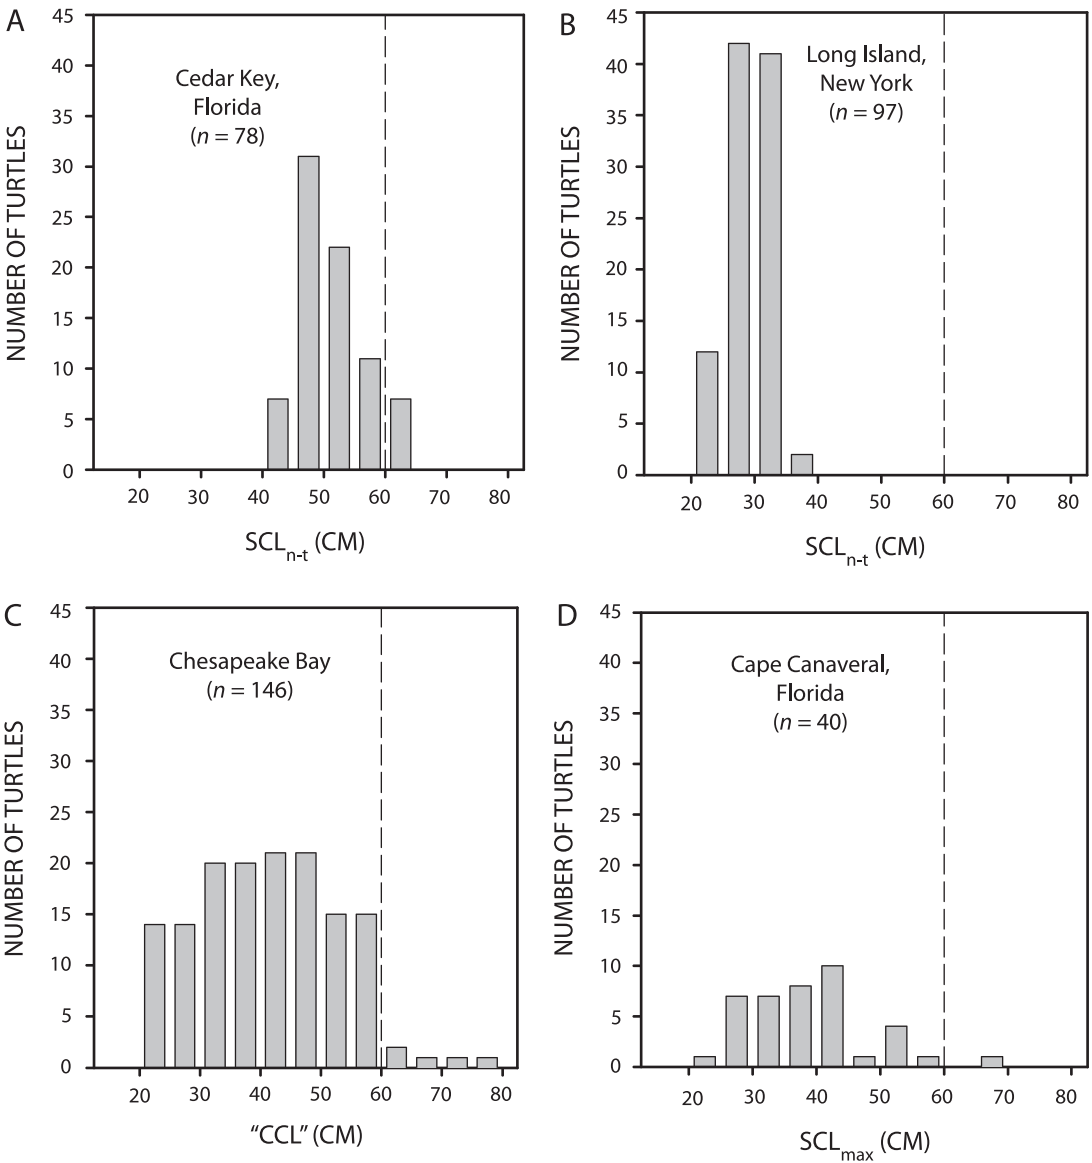 A
45
40
35
30
25
20
15
10
5
0
NUMBER OF TURTLES
Cedar Key,
Florida
(n = 78)
20 30 40 50 60 70 80
SCLn-t (CM)
B
45
40
35
30
25
20
15
10
5
0
NUMBER OF TURTLES
Long Island,
New York
(n = 97)
20 30 40 50 60 70 80
SCLn-t (CM)
C
45
40
35
30
25
20
15
10
5
0
NUMBER OF TURTLES
Chesapeake Bay
(n = 146)
20 30 40 50 60 70 80
“CCL” (CM)
D
45
40
35
30
25
20
15
10
5
0
NUMBER OF TURTLES
Cape Canaveral,
Florida
(n = 40)
20 30 40 50 60 70 80
SCLmax (CM)